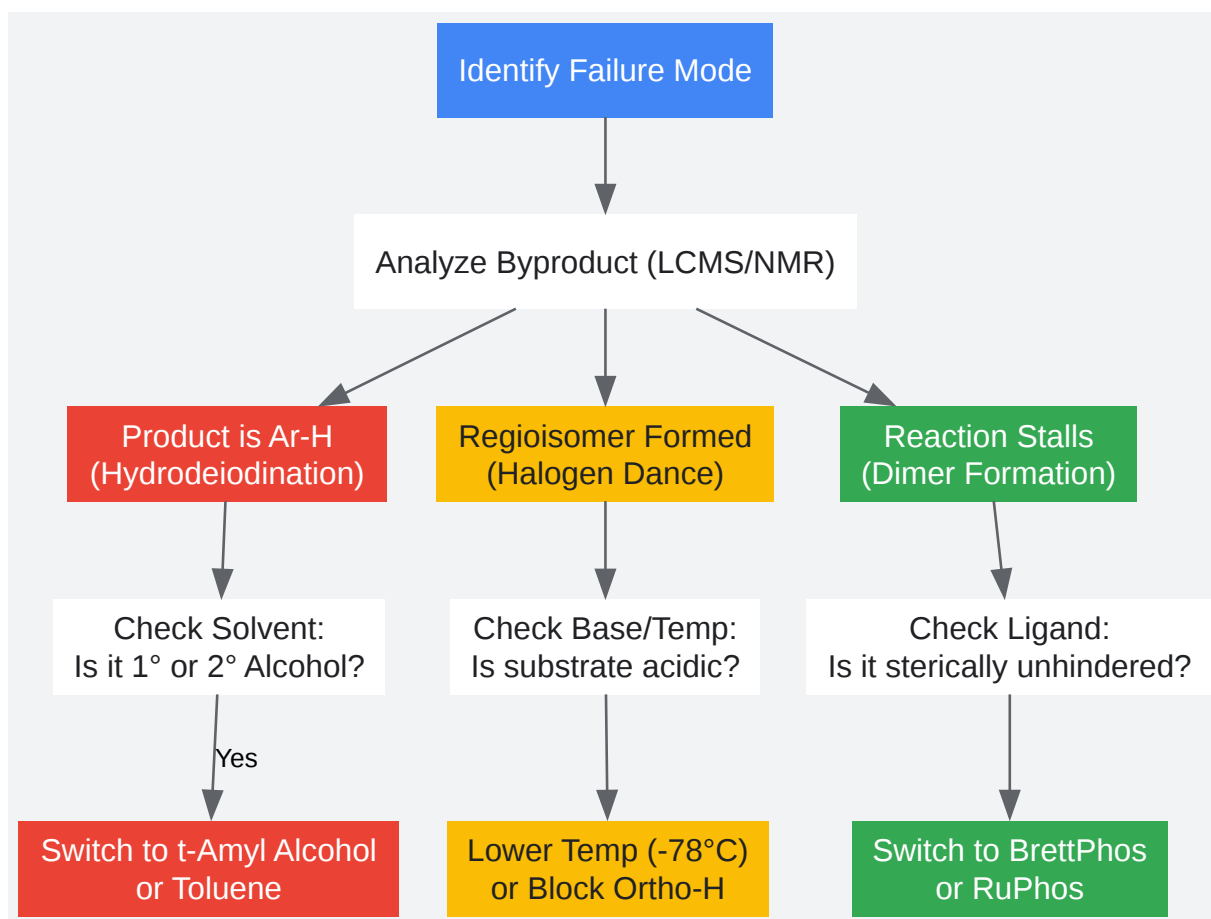 Identify Failure Mode
Analyze Byproduct (LCMS/NMR)
Product is Ar-H
(Hydrodeiodination)
Regioisomer Formed
(Halogen Dance)
Reaction Stalls
(Dimer Formation)
Check Solvent:
Is it 1° or 2° Alcohol?
Check Base/Temp:
Is substrate acidic?
Check Ligand:
Is it sterically unhindered?
Yes
Switch to t-Amyl Alcohol
or Toluene
Lower Temp (-78°C)
or Block Ortho-H
Switch to BrettPhos
or RuPhos